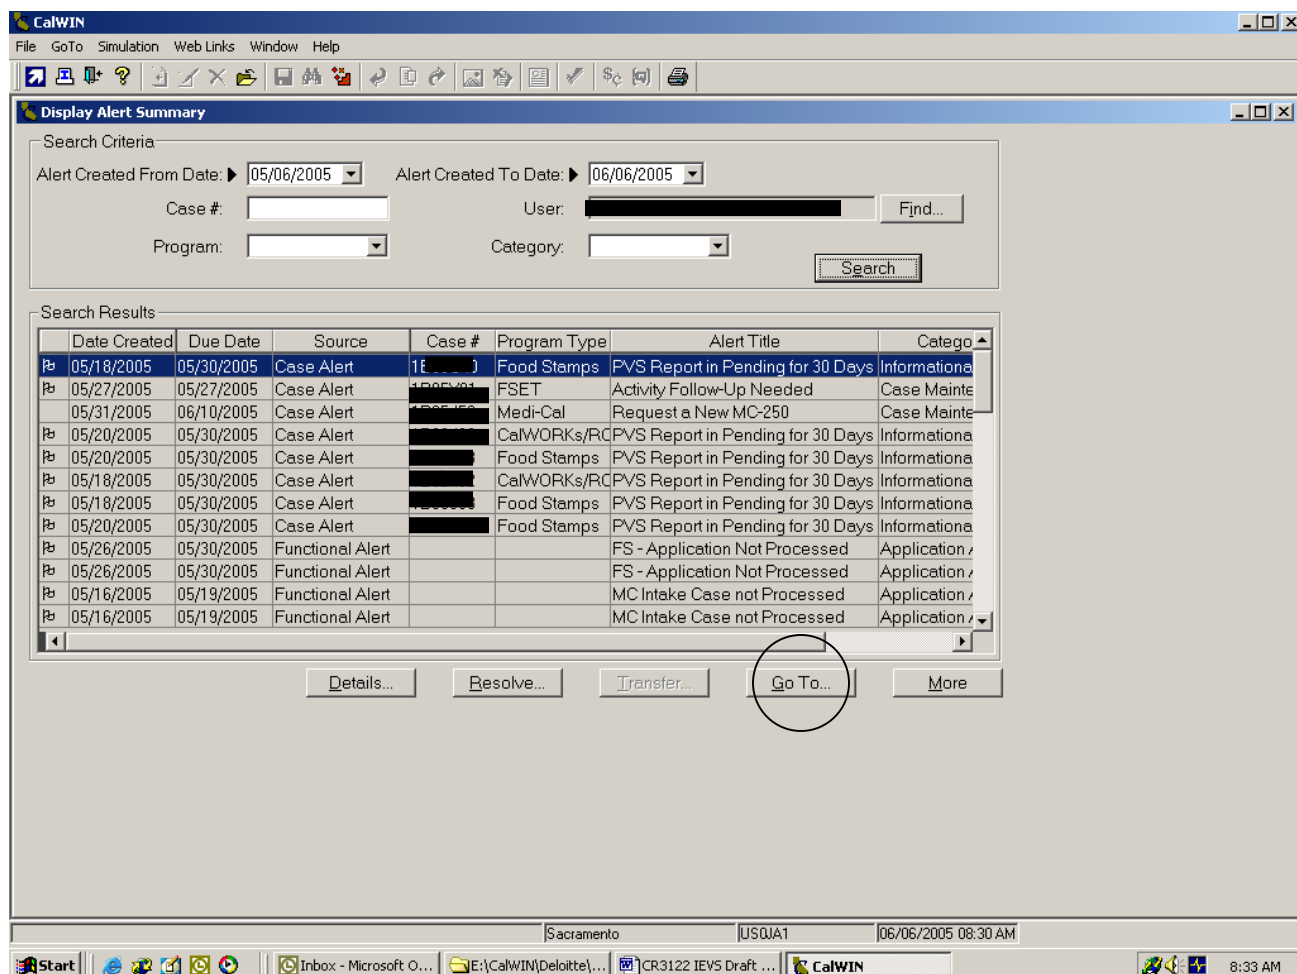 CalWIN
File GoTo Simulation Web Links Window Help
Display Alert Summary
Search Criteria
Alert Created From Date: 05/06/2005 Alert Created To Date: 06/06/2005
Case #: User: Find...
Program: Category:
Search
Search Results
Date Created Due Date Source Case # Program Type Alert Title Catego
05/18/2005 05/30/2005 Case Alert Food Stamps PVS Report in Pending for 30 Days Informationa
05/27/2005 05/27/2005 Case Alert FSET Activity Follow-Up Needed Case Mainte
05/31/2005 06/10/2005 Case Alert Medi-Cal Request a New MC-250 Case Mainte
05/20/2005 05/30/2005 Case Alert CalWORKs/RC PVS Report in Pending for 30 Days Informationa
05/20/2005 05/30/2005 Case Alert Food Stamps PVS Report in Pending for 30 Days Informationa
05/18/2005 05/30/2005 Case Alert CalWORKs/RC PVS Report in Pending for 30 Days Informationa
05/18/2005 05/30/2005 Case Alert Food Stamps PVS Report in Pending for 30 Days Informationa
05/20/2005 05/30/2005 Case Alert Food Stamps PVS Report in Pending for 30 Days Informationa
05/26/2005 05/30/2005 Functional Alert FS - Application Not Processed Application
05/26/2005 05/30/2005 Functional Alert FS - Application Not Processed Application
05/16/2005 05/19/2005 Functional Alert MC Intake Case not Processed Application
05/16/2005 05/19/2005 Functional Alert MC Intake Case not Processed Application
Details... Resolve... Transfer... Go To... More
Sacramento US0JA1 06/06/2005 08:30 AM
Start Inbox - Microsoft O... E:\CalWIN\Deloitte\... CR3122 IEVS Draft ... CalWIN 8:33 AM